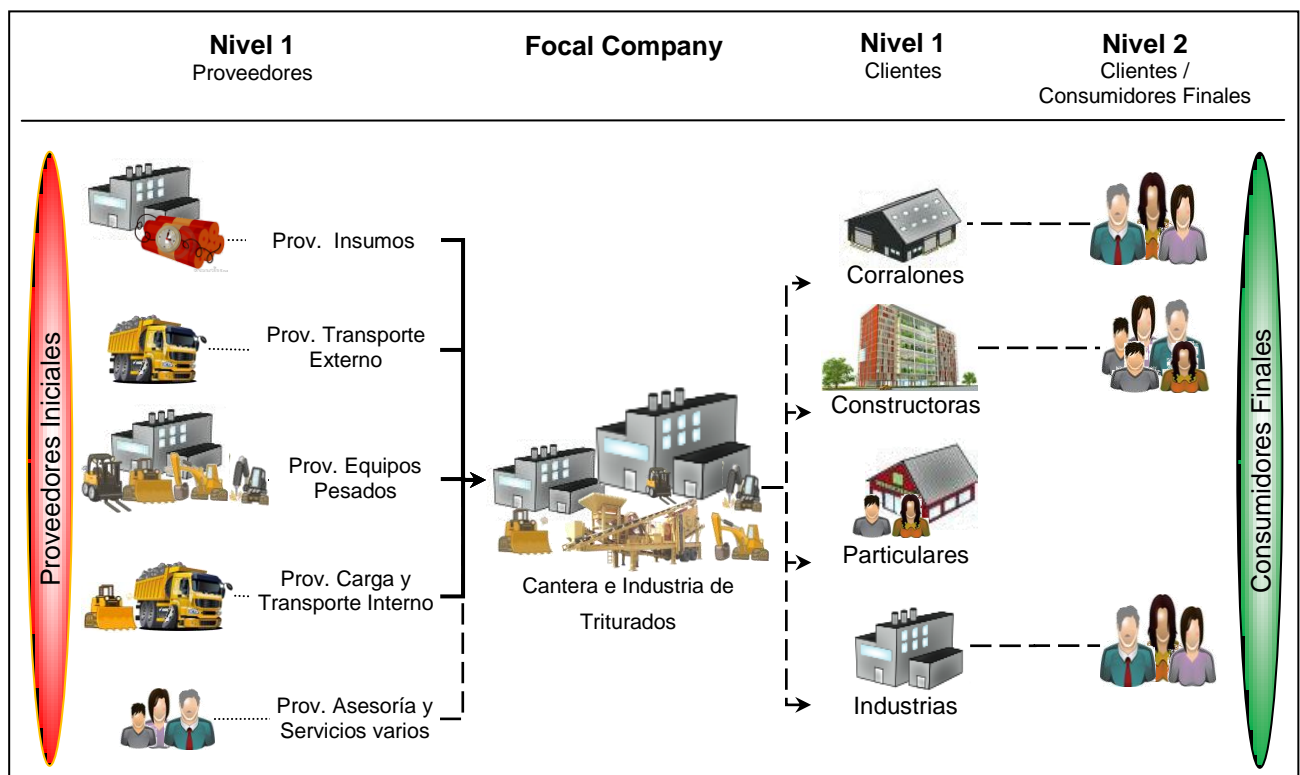 Nivel 1
Proveedores
Focal Company
Nivel 1
Clientes
Nivel 2
Clientes /
Consumidores Finales
Proveedores Iniciales
Prov. Insumos
Prov. Transporte
Externo
Prov. Equipos
Pesados
Prov. Carga y
Transporte Interno
Prov. Asesoría y
Servicios varios
Cantera e Industria de
Triturados
Corralones
Constructoras
Particulares
Industrias
Consumidores Finales